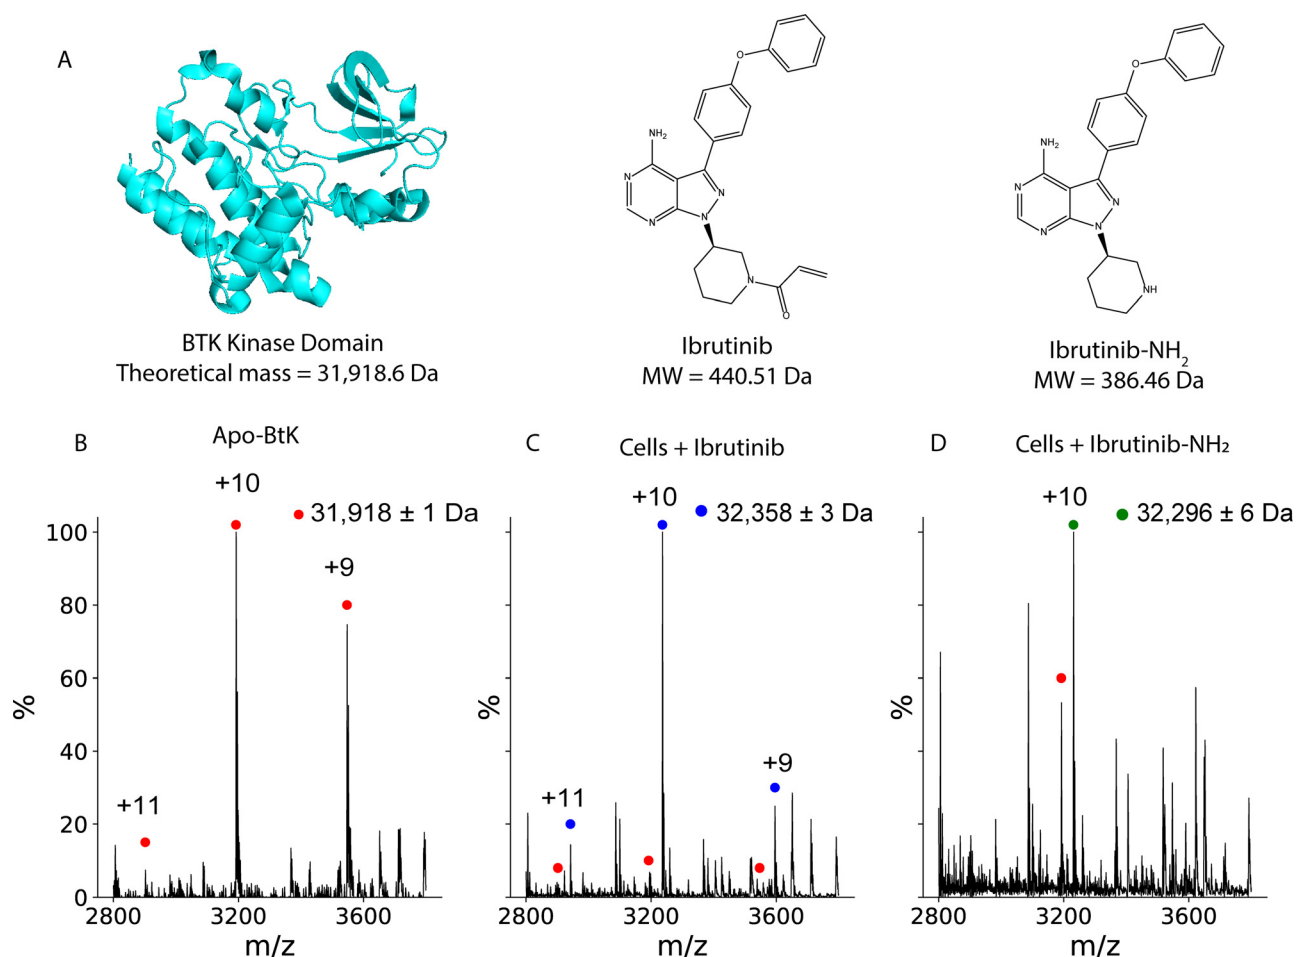 A
O
O
NH₂
NH₂
N
N
N
N
N
N
N
N
N
N
NH
O
BTK Kinase Domain
Theoretical mass = 31,918.6 Da
Ibrutinib
MW = 440.51 Da
Ibrutinib-NH₂
MW = 386.46 Da
B
Apo-BtK
+10
31,918 ± 1 Da
+9
+11
100
80
60
40
20
0
%
2800
3200
3600
m/z
C
Cells + Ibrutinib
+10
32,358 ± 3 Da
+11
+9
%
2800
3200
3600
m/z
D
Cells + Ibrutinib-NH₂
+10
32,296 ± 6 Da
%
2800
3200
3600
m/z